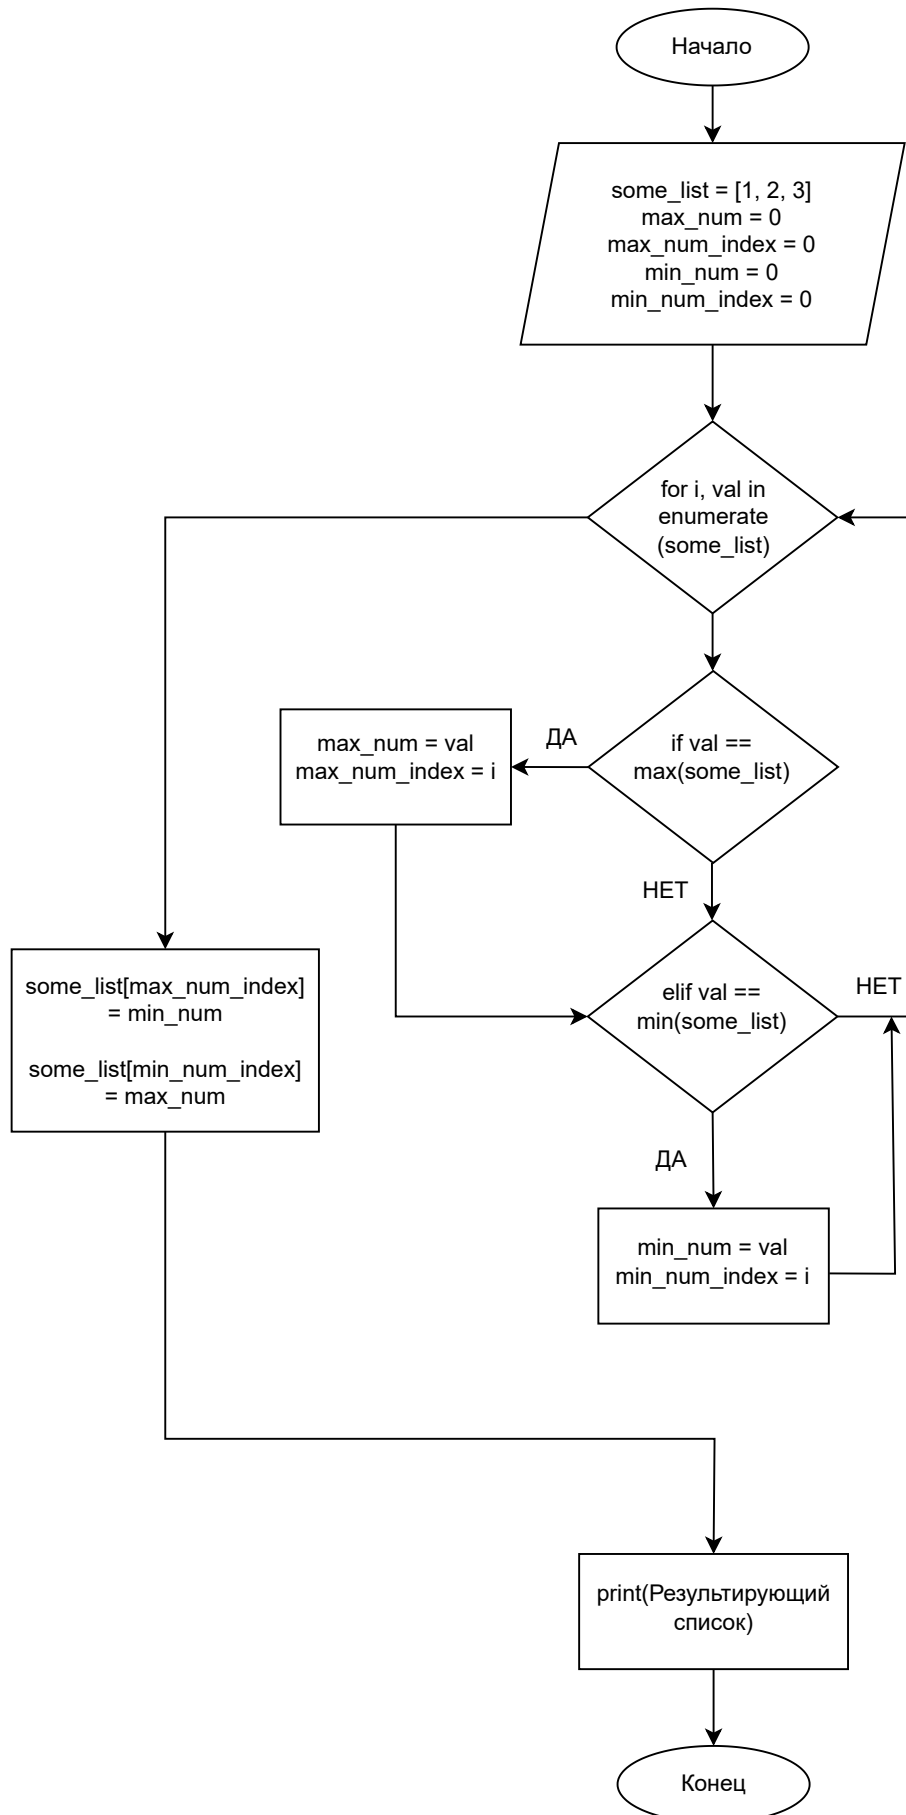 Начало
some_list = [1, 2, 3]
max_num = 0
max_num_index = 0
min_num = 0
min_num_index = 0
for i, val in
enumerate
(some_list)
max_num = val
max_num_index = i
ДА
if val ==
max(some_list)
НЕТ
some_list[max_num_index]
= min_num
some_list[min_num_index]
= max_num
elif val ==
min(some_list)
НЕТ
ДА
min_num = val
min_num_index = i
print(Результирующий
список)
Конец